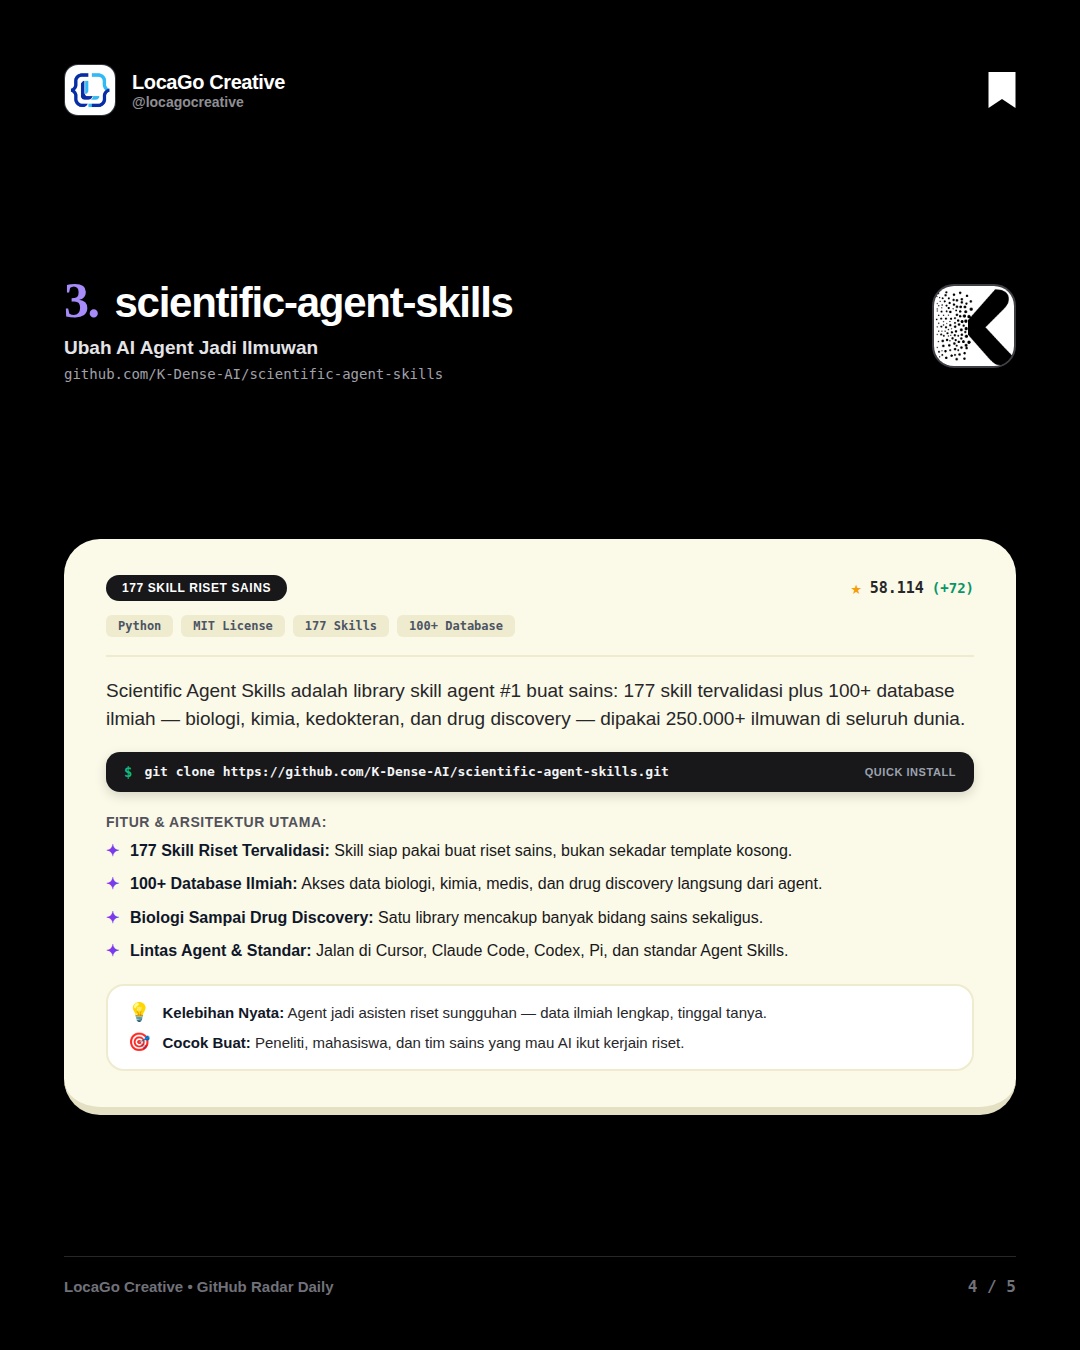 LocaGo Creative
@locagocreative
3. scientific-agent-skills
Ubah AI Agent Jadi Ilmuwan
github.com/K-Dense-AI/scientific-agent-skills
177 SKILL RISET SAINS
★ 58.114 (+72)
Python MIT License 177 Skills 100+ Database
Scientific Agent Skills adalah library skill agent #1 buat sains: 177 skill tervalidasi plus 100+ database
ilmiah — biologi, kimia, kedokteran, dan drug discovery — dipakai 250.000+ ilmuwan di seluruh dunia.
$ git clone https://github.com/K-Dense-AI/scientific-agent-skills.git QUICK INSTALL
FITUR & ARSITEKTUR UTAMA:
✦ 177 Skill Riset Tervalidasi: Skill siap pakai buat riset sains, bukan sekadar template kosong.
✦ 100+ Database Ilmiah: Akses data biologi, kimia, medis, dan drug discovery langsung dari agent.
✦ Biologi Sampai Drug Discovery: Satu library mencakup banyak bidang sains sekaligus.
✦ Lintas Agent & Standar: Jalan di Cursor, Claude Code, Codex, Pi, dan standar Agent Skills.
💡 Kelebihan Nyata: Agent jadi asisten riset sungguhan — data ilmiah lengkap, tinggal tanya.
🎯 Cocok Buat: Peneliti, mahasiswa, dan tim sains yang mau AI ikut kerjain riset.
LocaGo Creative • GitHub Radar Daily
4 / 5